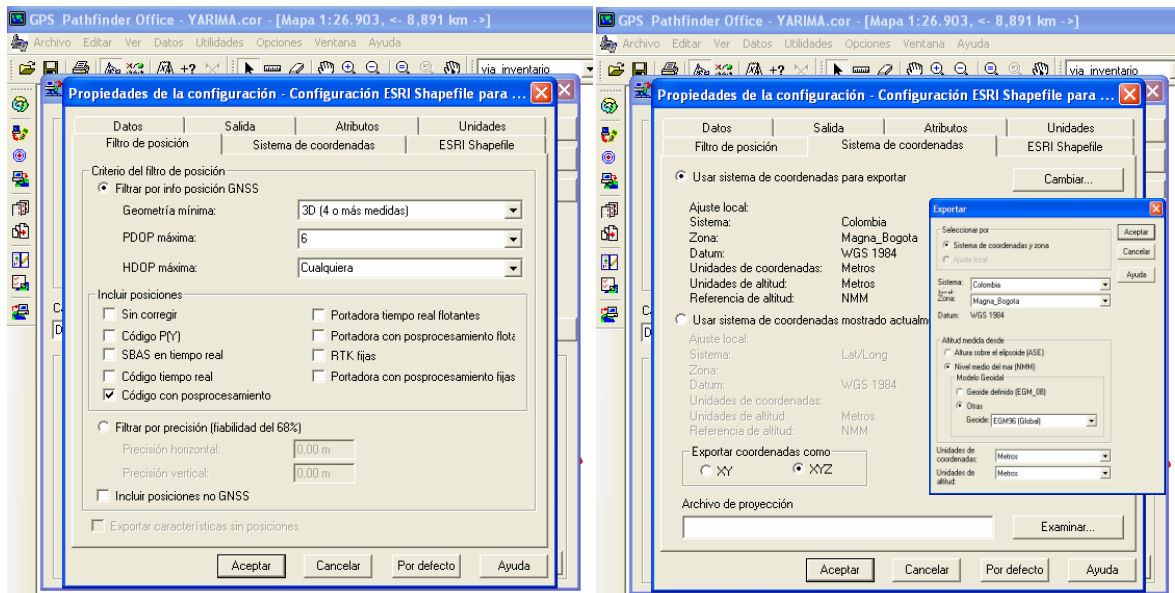 GPS Pathfinder Office - YARIMA.cor - [Mapa 1:26.903, <- 8,891 km ->]
Archivo Editar Ver Datos Utilidades Opciones Ventana Ayuda
via_inventario
Propiedades de la configuración - Configuración ESRI Shapefile para ...
Datos Salida Atributos Unidades
Filtro de posición Sistema de coordenadas ESRI Shapefile
Criterio del filtro de posición
Filtrar por info posición GNSS
Geometría mínima: 3D (4 o más medidas)
PDOP máxima: 6
HDOP máxima: Cualquiera
Incluir posiciones
Sin corregir Portadora tiempo real flotantes
Código P(Y) Portadora con posprocesamiento flota
SBAS en tiempo real RTK fijas
Código tiempo real Portadora con posprocesamiento fijas
Código con posprocesamiento
Filtrar por precisión (fiabilidad del 68%)
Precisión horizontal: 0,00 m
Precisión vertical: 0,00 m
Incluir posiciones no GNSS
Exportar características sin posiciones
Aceptar Cancelar Por defecto Ayuda
GPS Pathfinder Office - YARIMA.cor - [Mapa 1:26.903, <- 8,891 km ->]
Archivo Editar Ver Datos Utilidades Opciones Ventana Ayuda
via_inventario
Propiedades de la configuración - Configuración ESRI Shapefile para ...
Datos Salida Atributos Unidades
Filtro de posición Sistema de coordenadas ESRI Shapefile
Usar sistema de coordenadas para exportar Cambiar...
Ajuste local:
Sistema: Colombia
Zona: Magna_Bogota
Datum: WGS 1984
Unidades de coordenadas: Metros
Unidades de altitud: Metros
Referencia de altitud: NMM
Usar sistema de coordenadas mostrado actualm
Ajuste local:
Sistema: Lat/Long
Zona:
Datum: WGS 1984
Unidades de coordenadas:
Unidades de altitud: Metros
Referencia de altitud: NMM
Exportar coordenadas como
XY XYZ
Archivo de proyección
Examinar...
Aceptar Cancelar Por defecto Ayuda
Exportar
Seleccionar por Aceptar
Sistema de coordenadas y zona
Ajuste local Cancelar
Ayuda
Sistema: Colombia
Zona: Magna_Bogota
Datum: WGS 1984
Altitud medida desde
Altura sobre el elipsoide (ASE)
Nivel medio del mar (NMM)
Modelo Geoidal
Geoide definido (EGM_08)
Otras
Geoide: EGM96 (Global)
Unidades de coordenadas: Metros
Unidades de altitud: Metros